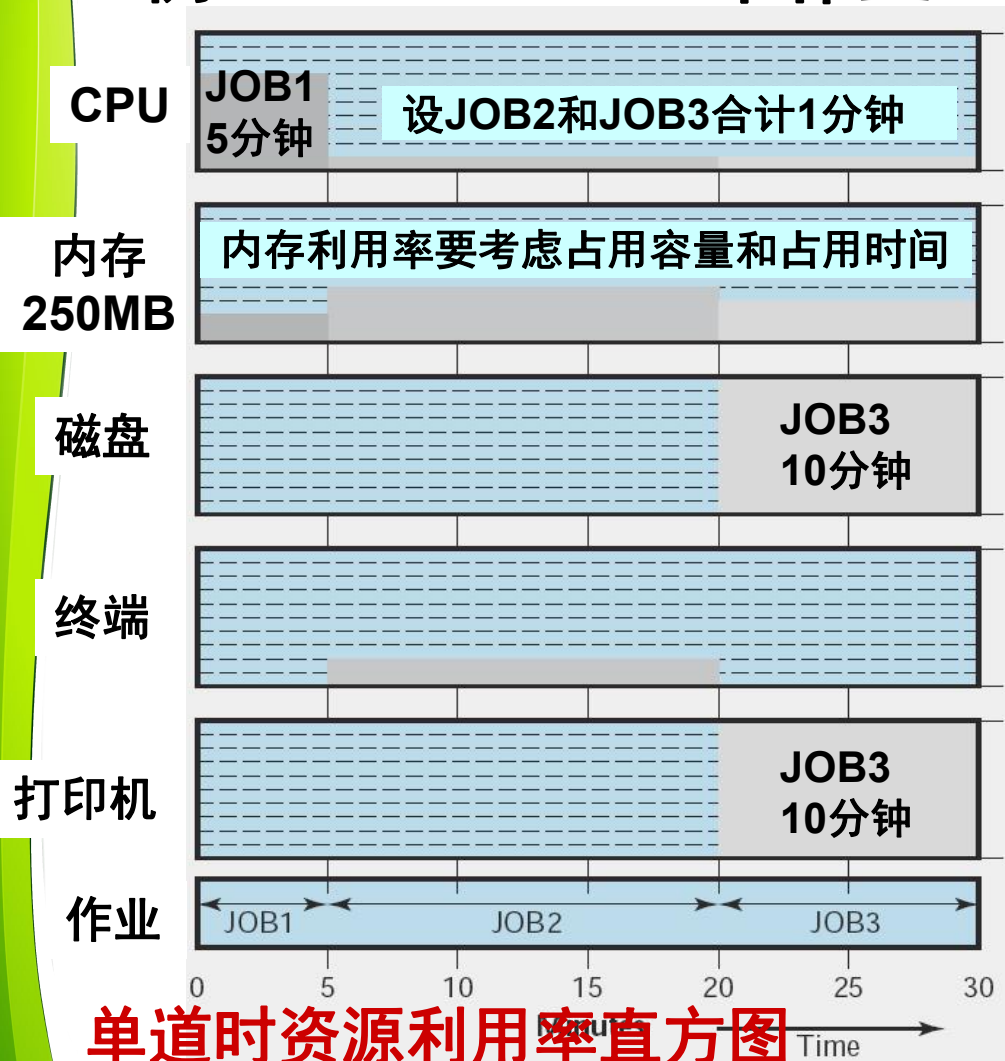 CPU
JOB1
5分钟
设JOB2和JOB3合计1分钟
内存
250MB
内存利用率要考虑占用容量和占用时间
磁盘
JOB3
10分钟
终端
打印机
JOB3
10分钟
作业
JOB1
JOB2
JOB3
0
5
10
15
20
25
30
单道时资源利用率直方图
Minutes
Time